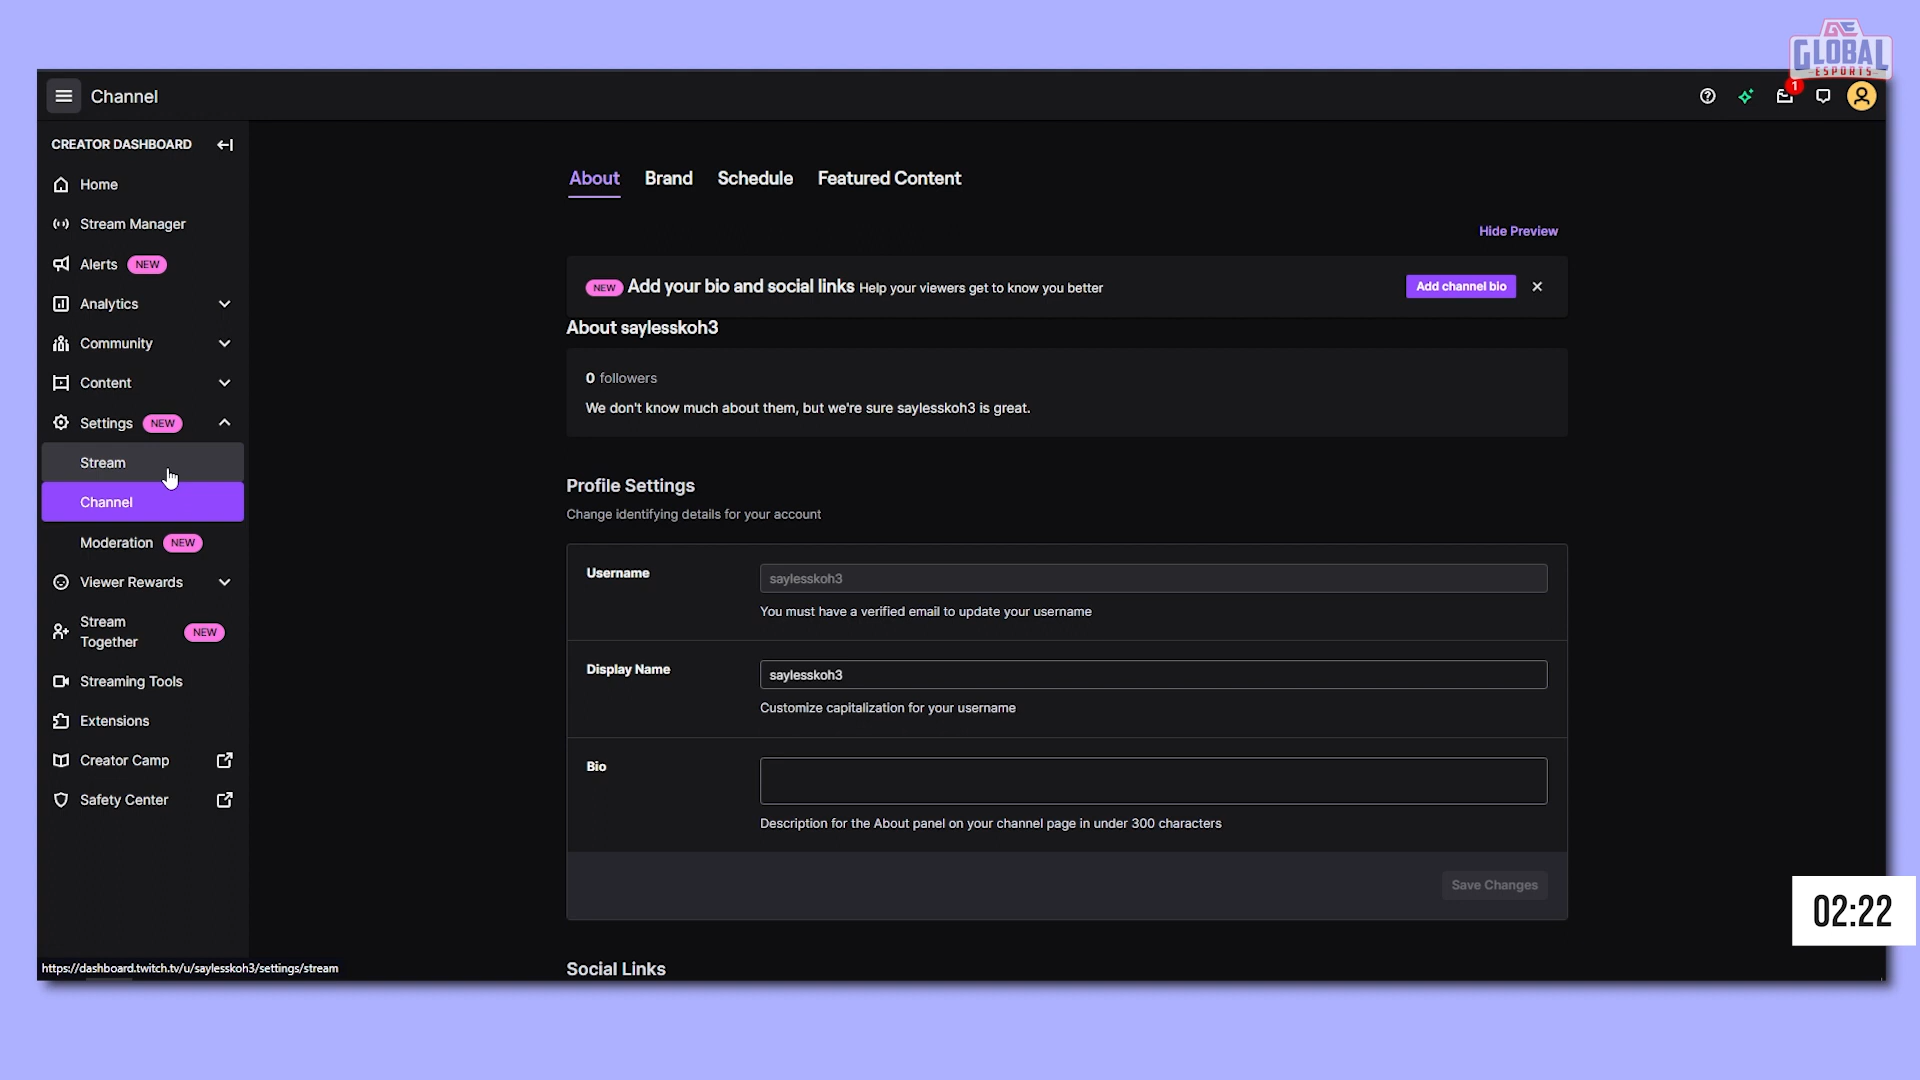 GE
GLOBAL
ESPORTS
Channel
1
CREATOR DASHBOARD
Home
Stream Manager
Alerts NEW
Analytics
Community
Content
Settings NEW
Stream
Channel
Moderation NEW
Viewer Rewards
Stream
Together NEW
Streaming Tools
Extensions
Creator Camp
Safety Center
https://dashboard.twitch.tv/u/saylesskoh3/settings/stream
About Brand Schedule Featured Content
Hide Preview
NEW Add your bio and social links Help your viewers get to know you better Add channel bio
About saylesskoh3
0 followers
We don't know much about them, but we're sure saylesskoh3 is great.
Profile Settings
Change identifying details for your account
Username saylesskoh3
You must have a verified email to update your username
Display Name saylesskoh3
Customize capitalization for your username
Bio
Description for the About panel on your channel page in under 300 characters
Save Changes
Social Links
02:22